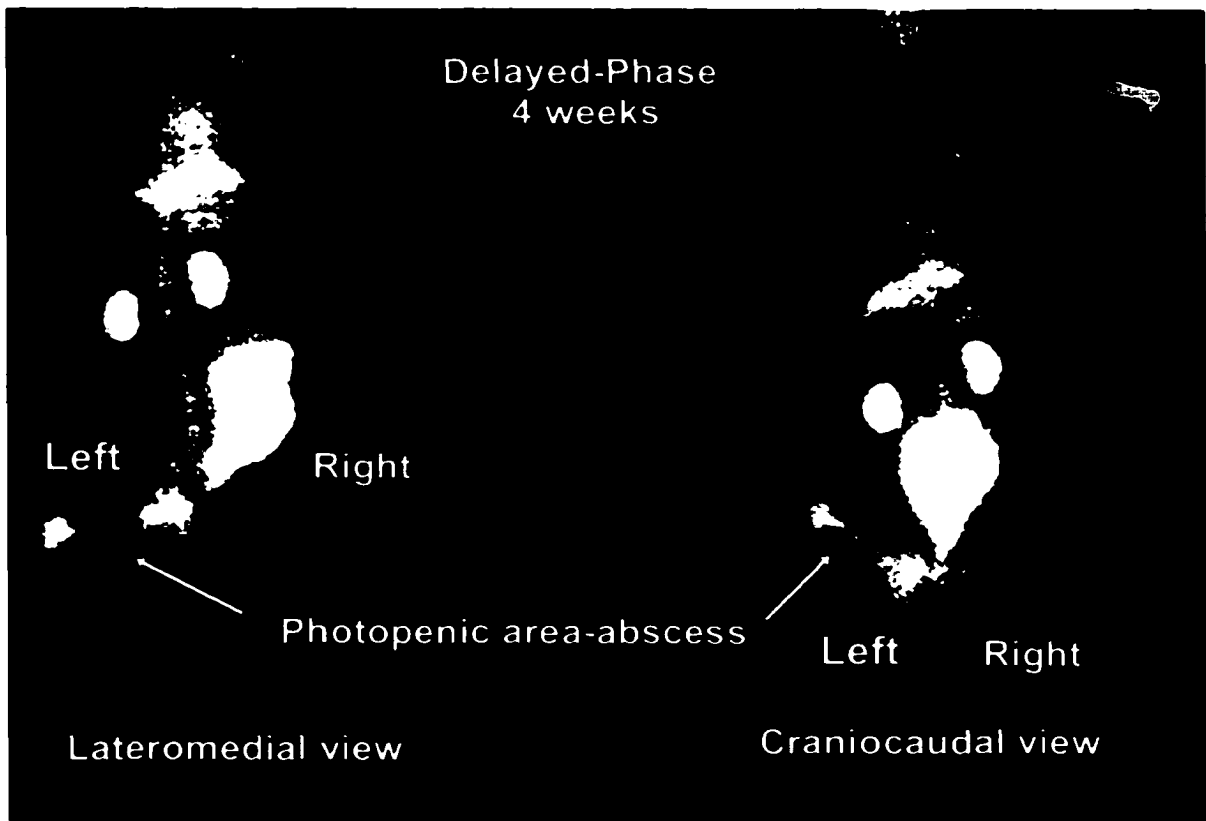 Delayed-Phase
4 weeks
Left
Right
Photopenic area-abscess
Left
Right
Lateromedial view
Craniocaudal view